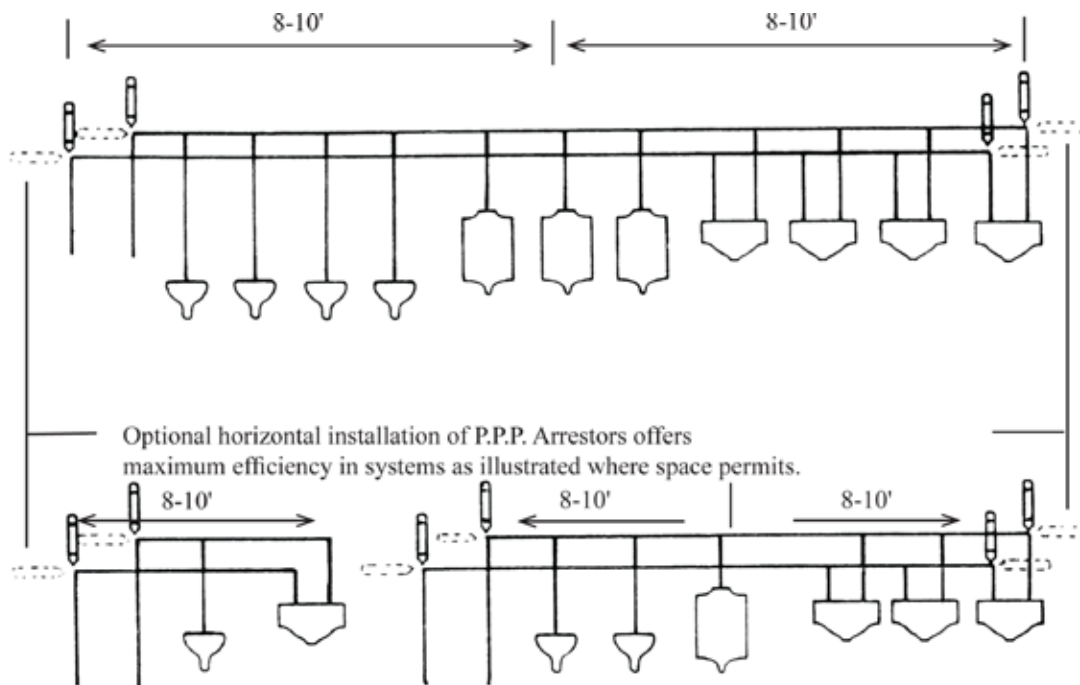 8-10'
8-10'
Optional horizontal installation of P.P.P. Arrestors offers
maximum efficiency in systems as illustrated where space permits.
8-10'
8-10'
8-10'